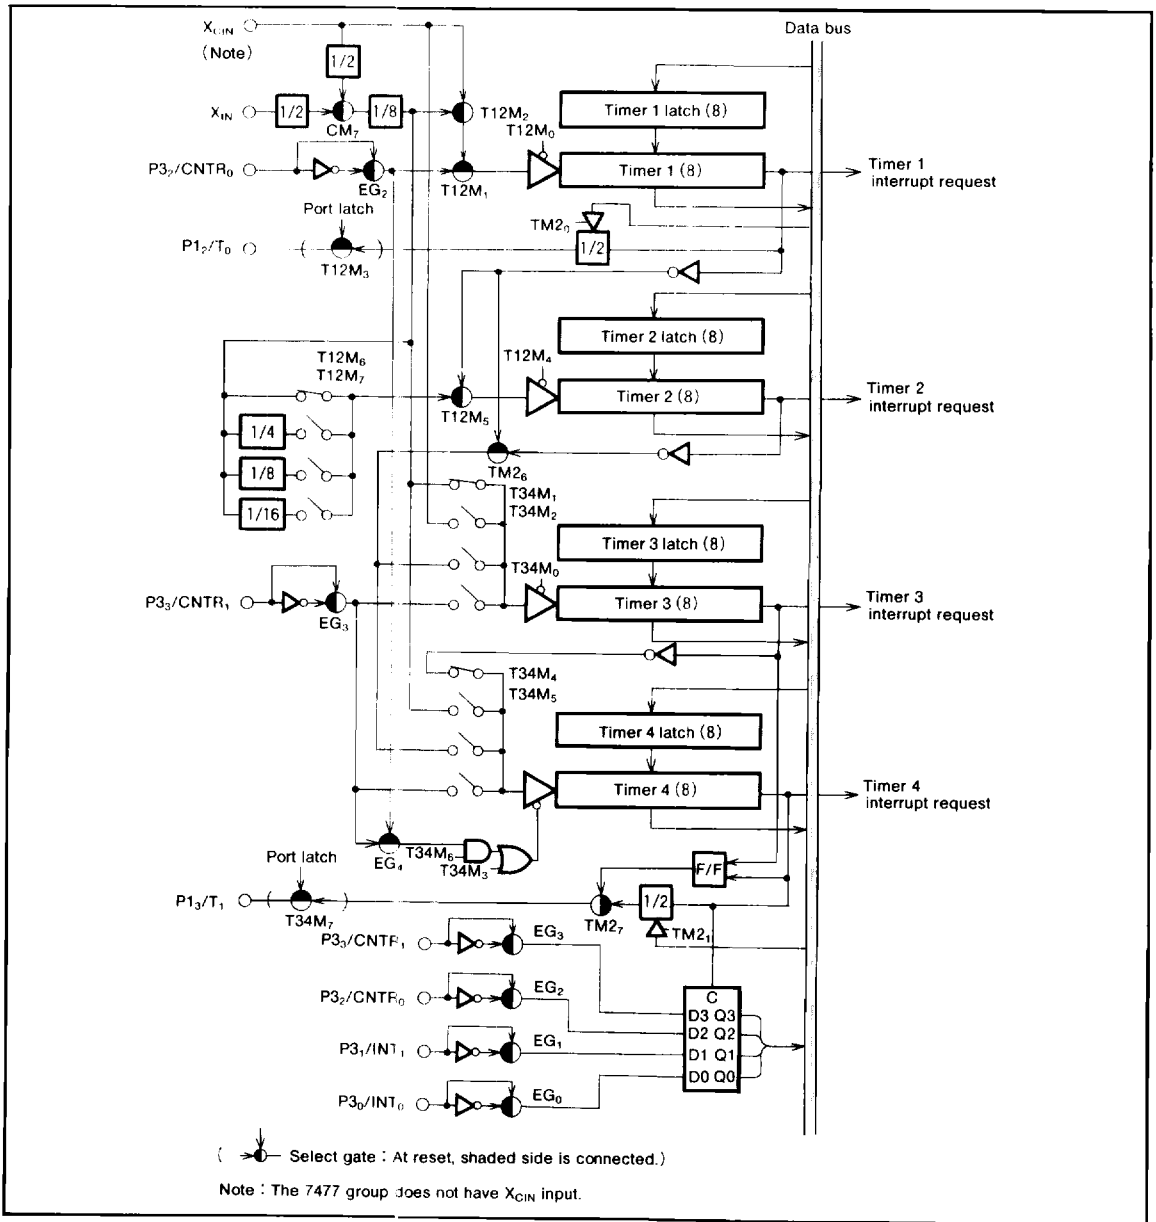 X_CIN
(Note)
Data bus
1/2
X_IN
1/2
CM₇
1/8
T12M₂
T12M₀
Timer 1 latch (8)
P3₂/CNTR₀
EG₂
T12M₁
Timer 1 (8)
Timer 1
interrupt request
Port latch
P1₂/T₀
( )
T12M₃
TM2₀
1/2
Timer 2 latch (8)
T12M₆
T12M₇
T12M₄
T12M₅
Timer 2 (8)
Timer 2
interrupt request
1/4
1/8
1/16
TM2₆
T34M₁
T34M₂
Timer 3 latch (8)
T34M₀
P3₃/CNTR₁
EG₃
Timer 3 (8)
Timer 3
interrupt request
T34M₄
T34M₅
Timer 4 latch (8)
Timer 4 (8)
Timer 4
interrupt request
EG₄
T34M₆
T34M₃
F/F
Port latch
P1₃/T₁
( )
T34M₇
TM2₇
1/2
TM2₁
P3₃/CNTR₁
EG₃
P3₂/CNTR₀
EG₂
P3₁/INT₁
EG₁
P3₀/INT₀
EG₀
C
D3 Q3
D2 Q2
D1 Q1
D0 Q0
( Select gate : At reset, shaded side is connected.)
Note : The 7477 group does not have X_CIN input.